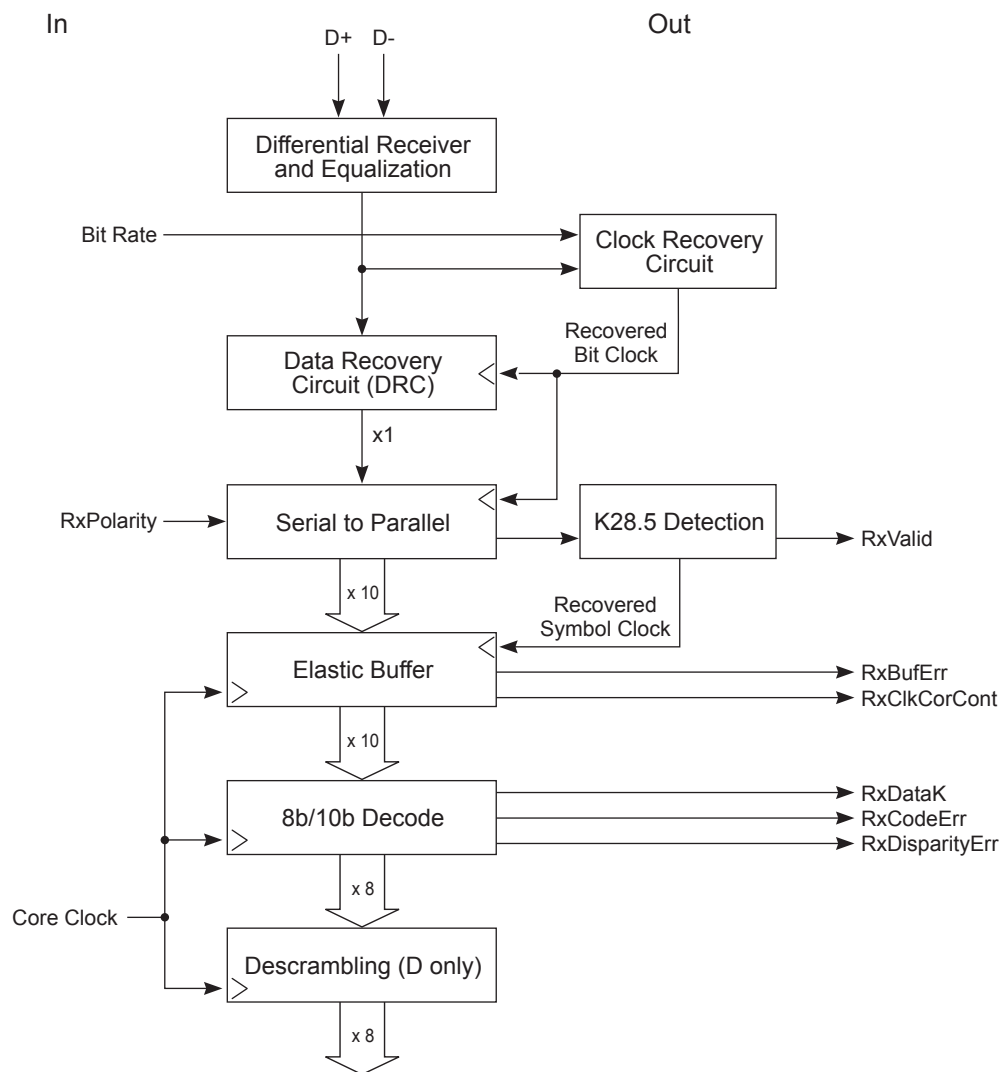 In
Out
D+ D-
Differential Receiver
and Equalization
Bit Rate
Clock Recovery
Circuit
Recovered
Bit Clock
Data Recovery
Circuit (DRC)
x1
RxPolarity
Serial to Parallel
K28.5 Detection
RxValid
x 10
Recovered
Symbol Clock
Elastic Buffer
RxBufErr
RxClkCorCont
x 10
8b/10b Decode
RxDataK
RxCodeErr
RxDisparityErr
x 8
Core Clock
Descrambling (D only)
x 8